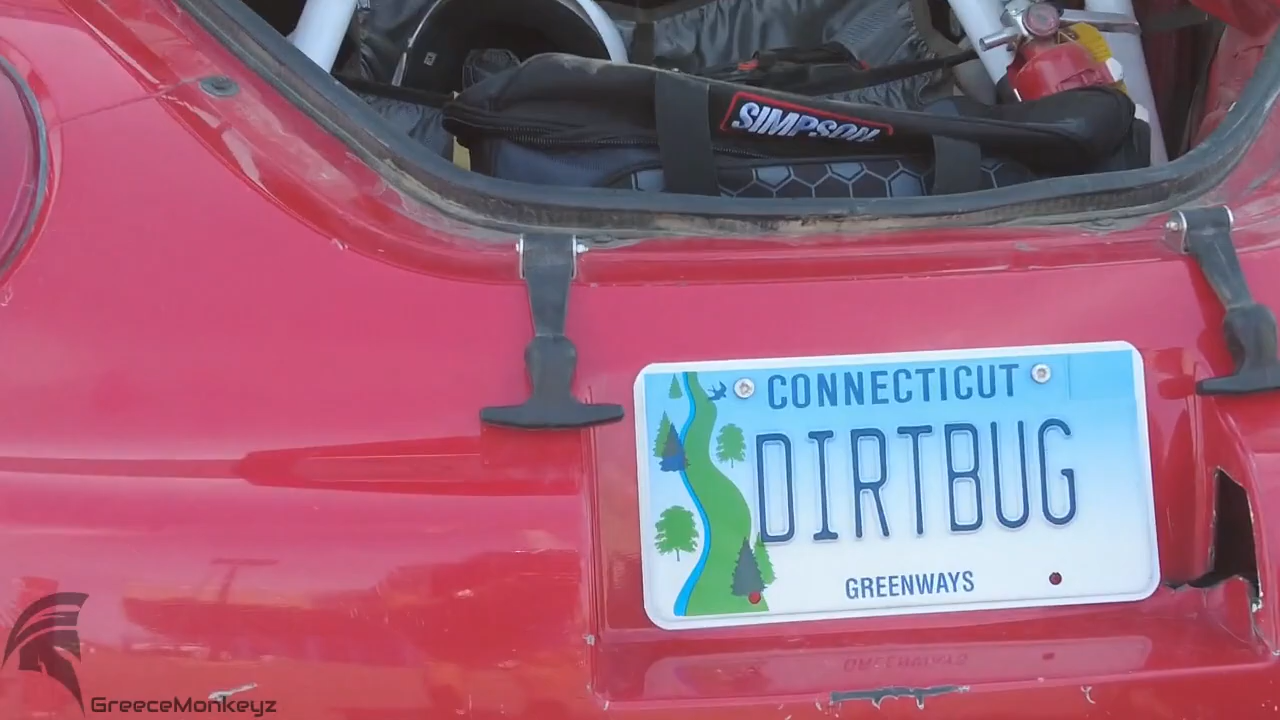 SIMPSON
CONNECTICUT
DIRTBUG
GREENWAYS
GreeceMonkeyz